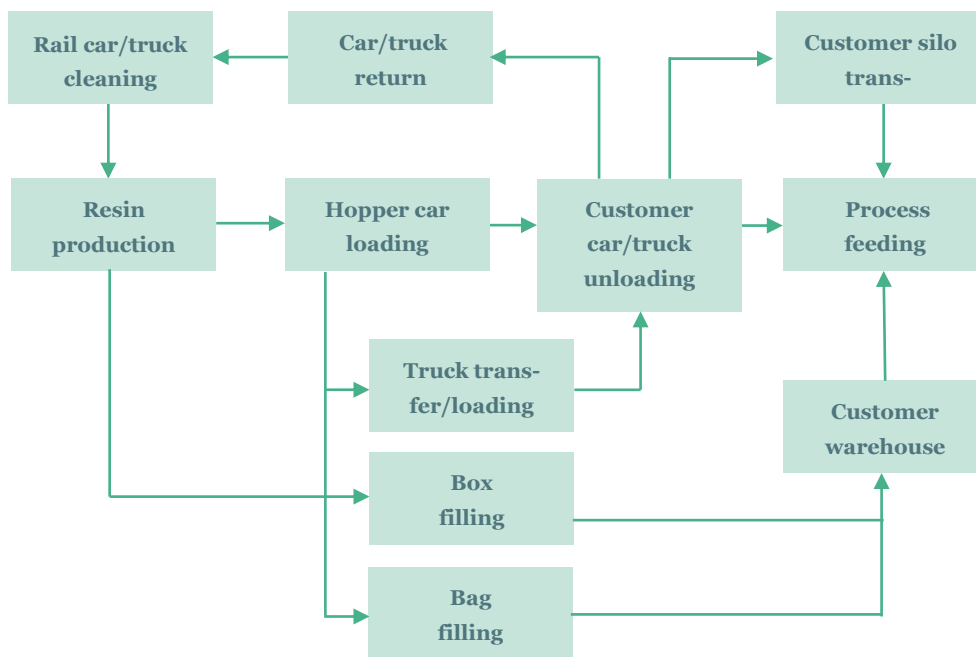 Rail car/truck
cleaning
Car/truck
return
Customer silo
trans-
Resin
production
Hopper car
loading
Customer
car/truck
unloading
Process
feeding
Truck trans-
fer/loading
Customer
warehouse
Box
filling
Bag
filling